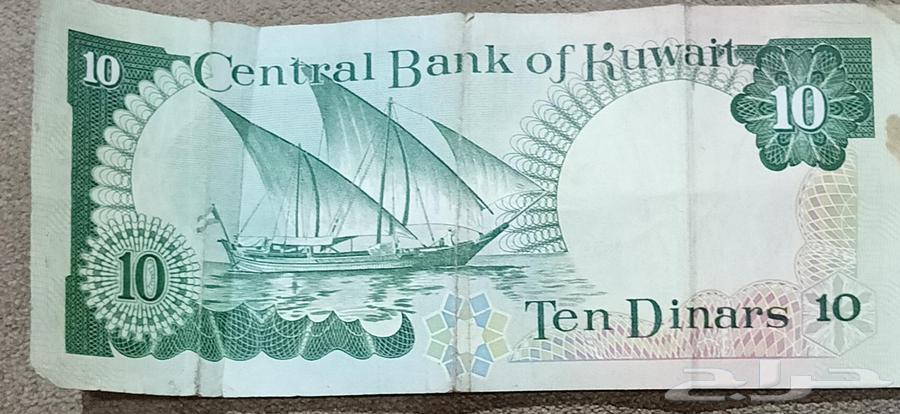 10
Central Bank of Kuwait
10
10
Ten Dinars 10
حراج